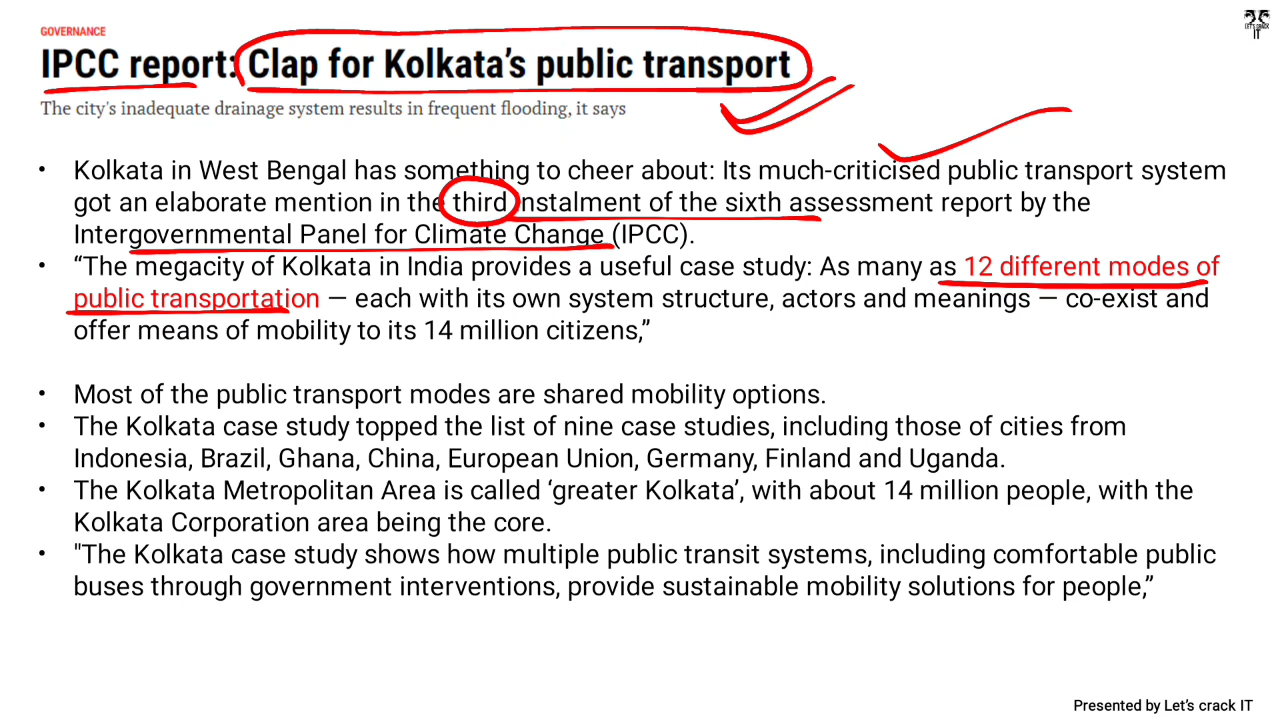 GOVERNANCE
IPCC report: Clap for Kolkata's public transport
The city's inadequate drainage system results in frequent flooding, it says
LET'S CRACK
IT
• Kolkata in West Bengal has something to cheer about: Its much-criticised public transport system
got an elaborate mention in the third instalment of the sixth assessment report by the
Intergovernmental Panel for Climate Change (IPCC).
• “The megacity of Kolkata in India provides a useful case study: As many as 12 different modes of
public transportation — each with its own system structure, actors and meanings — co-exist and
offer means of mobility to its 14 million citizens,”
• Most of the public transport modes are shared mobility options.
• The Kolkata case study topped the list of nine case studies, including those of cities from
Indonesia, Brazil, Ghana, China, European Union, Germany, Finland and Uganda.
• The Kolkata Metropolitan Area is called ‘greater Kolkata’, with about 14 million people, with the
Kolkata Corporation area being the core.
• "The Kolkata case study shows how multiple public transit systems, including comfortable public
buses through government interventions, provide sustainable mobility solutions for people,”
Presented by Let's crack IT